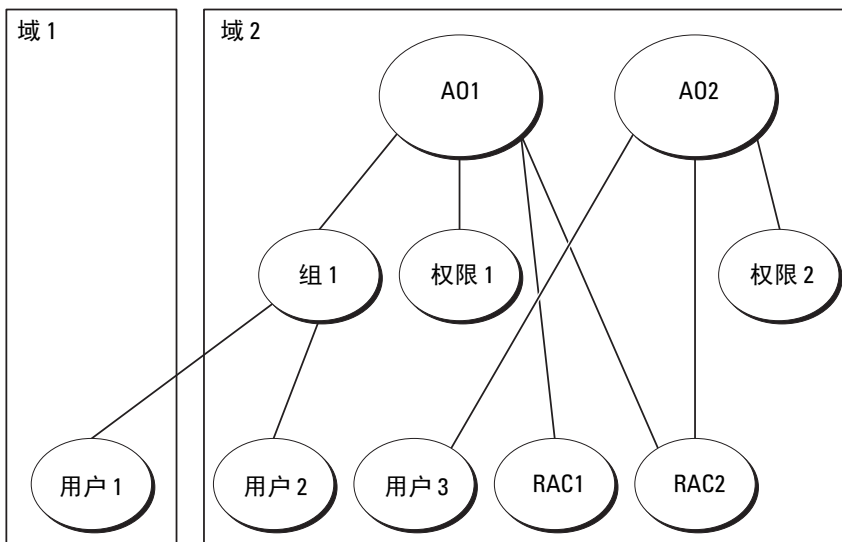 域 1
域 2
AO1
AO2
组 1
权限 1
权限 2
用户 1
用户 2
用户 3
RAC1
RAC2